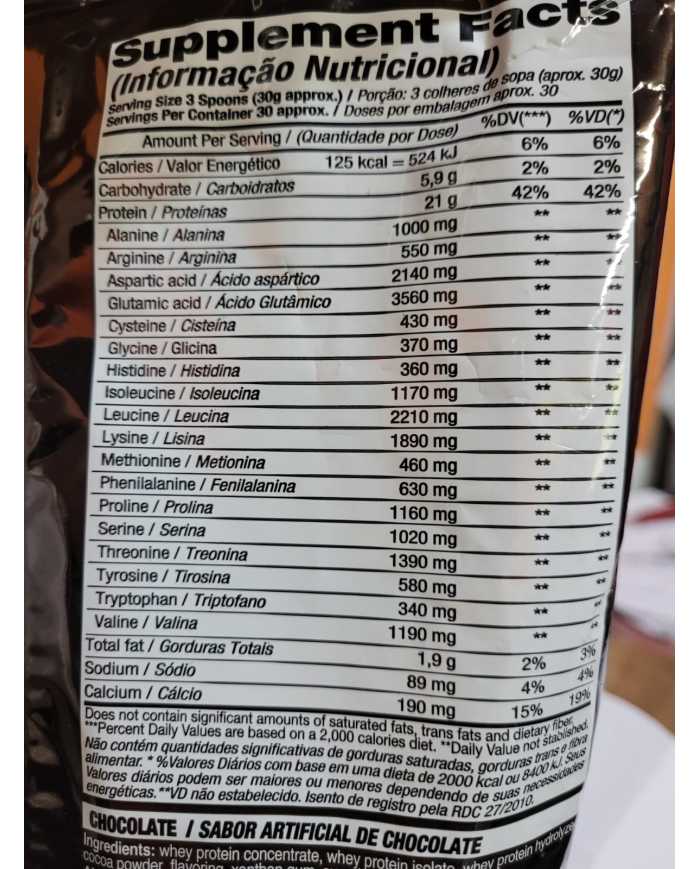 Supplement Facts
(Informação Nutricional)
Serving Size 3 Spoons (30g approx.) / Porção: 3 colheres de sopa (aprox. 30g)
Servings Per Container 30 approx. / Doses por embalagem aprox. 30
Amount Per Serving / (Quantidade por Dose) %DV(***) %VD(*)
Calories / Valor Energético 125 kcal = 524 kJ 6% 6%
Carbohydrate / Carboidratos 5,9 g 2% 2%
Protein / Proteínas 21 g 42% 42%
Alanine / Alanina 1000 mg ** **
Arginine / Arginina 550 mg ** **
Aspartic acid / Ácido aspártico 2140 mg ** **
Glutamic acid / Ácido Glutâmico 3560 mg ** **
Cysteine / Cisteína 430 mg ** **
Glycine / Glicina 370 mg ** **
Histidine / Histidina 360 mg ** **
Isoleucine / Isoleucina 1170 mg ** **
Leucine / Leucina 2210 mg ** **
Lysine / Lisina 1890 mg ** **
Methionine / Metionina 460 mg ** **
Phenilalanine / Fenilalanina 630 mg ** **
Proline / Prolina 1160 mg ** **
Serine / Serina 1020 mg ** **
Threonine / Treonina 1390 mg ** **
Tyrosine / Tirosina 580 mg ** **
Tryptophan / Triptofano 340 mg ** **
Valine / Valina 1190 mg ** **
Total fat / Gorduras Totais 1,9 g 2% 3%
Sodium / Sódio 89 mg 4% 4%
Calcium / Cálcio 190 mg 15% 19%
Does not contain significant amounts of saturated fats, trans fats and dietary fiber.
***Percent Daily Values are based on a 2,000 calories diet. **Daily Value not stablished.
Não contém quantidades significativas de gorduras saturadas, gorduras trans e fibra
alimentar. * %Valores Diários com base em uma dieta de 2000 kcal ou 8400 kJ. Seus
Valores diários podem ser maiores ou menores dependendo de suas necessidades
energéticas. **VD não estabelecido. Isento de registro pela RDC 27/2010.
CHOCOLATE / SABOR ARTIFICIAL DE CHOCOLATE
Ingredients: whey protein concentrate, whey protein isolate, whey protein
cocoa powder, flavoring, xanthan gum